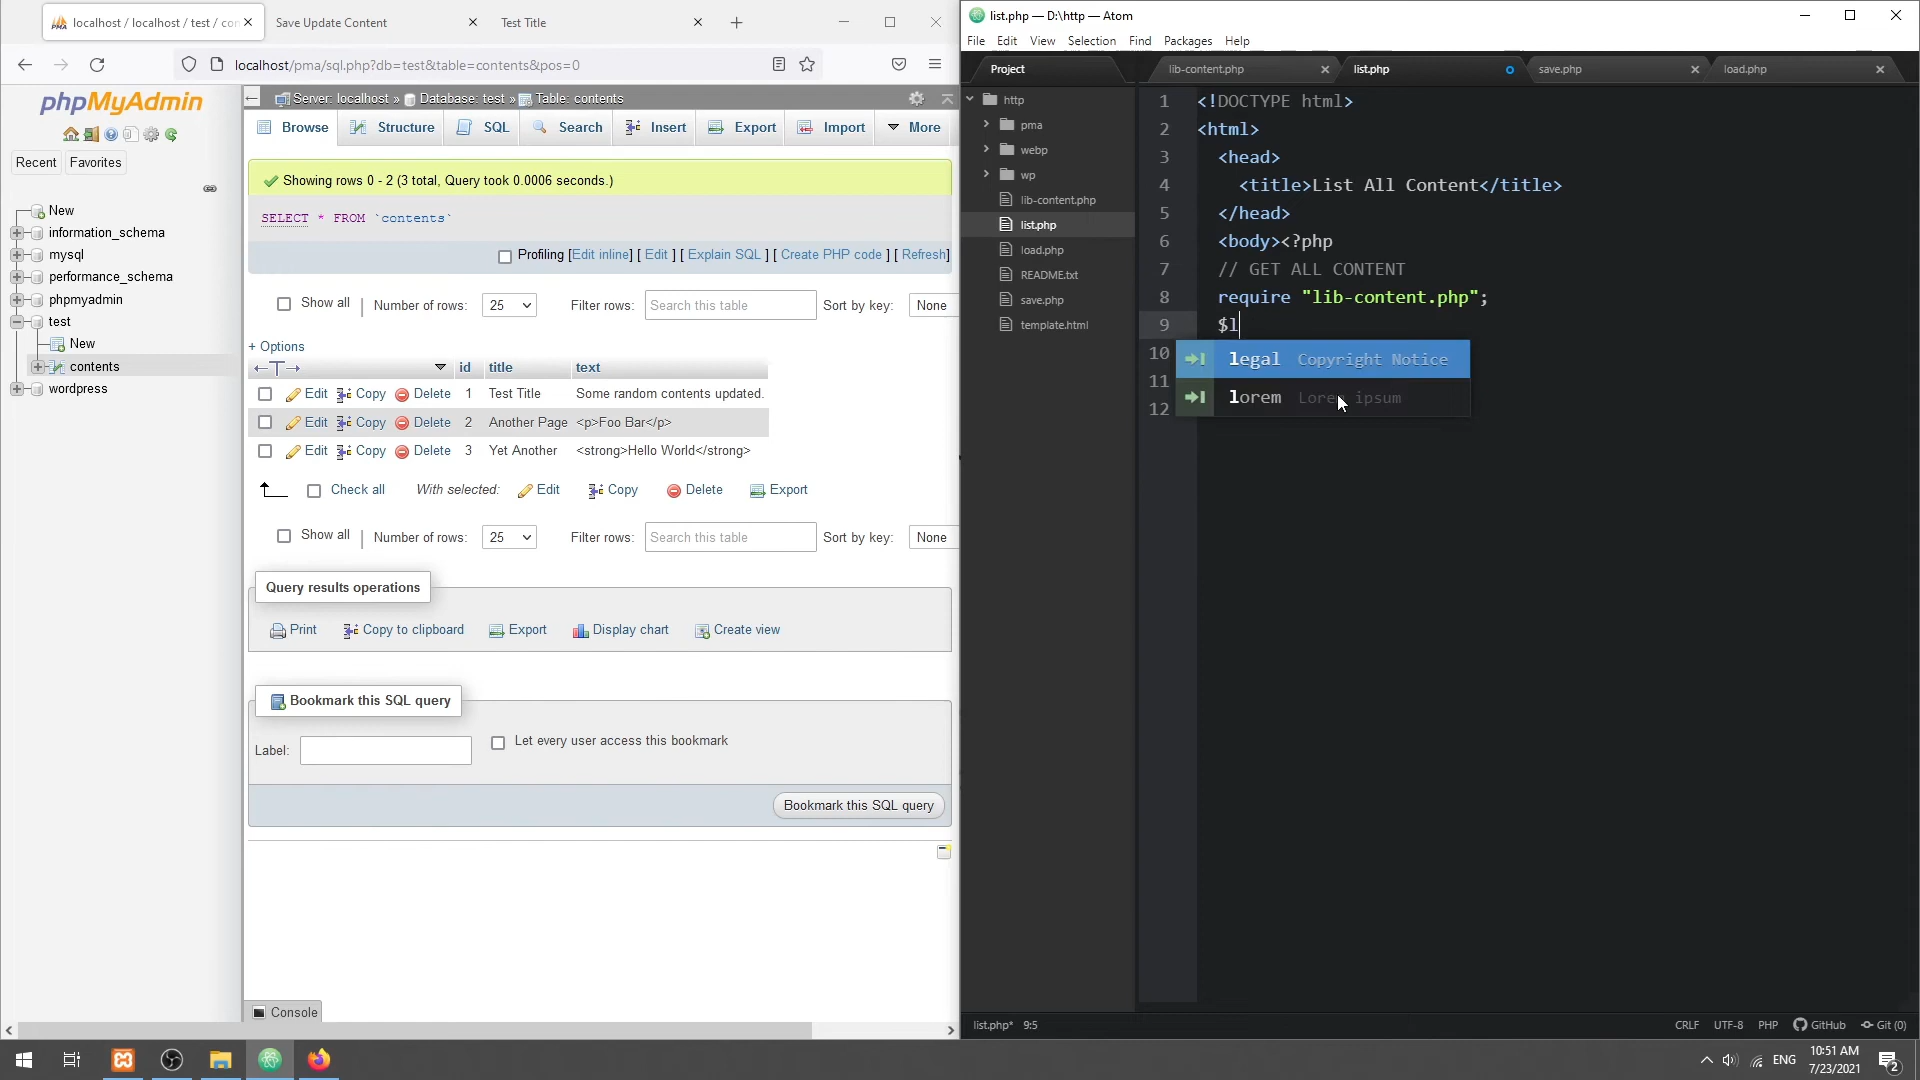 localhost / localhost / test / con
Save Update Content
Test Title
localhost/pma/sql.php?db=test&table=contents&pos=0
phpMyAdmin
Recent
Favorites
New
information_schema
mysql
performance_schema
phpmyadmin
test
New
contents
wordpress
Server: localhost » Database: test » Table: contents
Browse
Structure
SQL
Search
Insert
Export
Import
More
Showing rows 0 - 2 (3 total, Query took 0.0006 seconds.)
SELECT * FROM `contents`
Profiling [Edit inline] [ Edit ] [ Explain SQL ] [ Create PHP code ] [ Refresh]
Show all
Number of rows: 25
Filter rows: Search this table
Sort by key: None
+ Options
id title text
Edit Copy Delete 1 Test Title Some random contents updated.
Edit Copy Delete 2 Another Page <p>Foo Bar</p>
Edit Copy Delete 3 Yet Another <strong>Hello World</strong>
Check all With selected: Edit Copy Delete Export
Show all
Number of rows: 25
Filter rows: Search this table
Sort by key: None
Query results operations
Print Copy to clipboard Export Display chart Create view
Bookmark this SQL query
Label:
Let every user access this bookmark
Bookmark this SQL query
Console
list.php — D:\http — Atom
File Edit View Selection Find Packages Help
Project
http
pma
webp
wp
lib-content.php
list.php
load.php
README.txt
save.php
template.html
lib-content.php
list.php
save.php
load.php
1 <!DOCTYPE html>
2 <html>
3 <head>
4 <title>List All Content</title>
5 </head>
6 <body><?php
7 // GET ALL CONTENT
8 require "lib-content.php";
9 $l
10
11
12
legal Copyright Notice
lorem Lorem ipsum
list.php* 9:5
CRLF UTF-8 PHP GitHub Git (0)
ENG
10:51 AM
7/23/2021
2